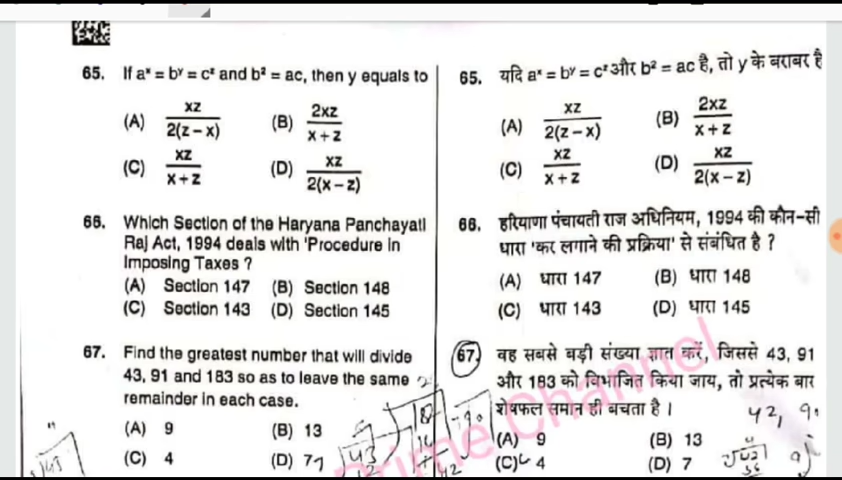 65. If aˣ = bʸ = cᶻ and b² = ac, then y equals to
(A) xz / 2(z – x) (B) 2xz / x + z
(C) xz / x + z (D) xz / 2(x – z)
66. Which Section of the Haryana Panchayati
Raj Act, 1994 deals with 'Procedure in
Imposing Taxes ?
(A) Section 147 (B) Section 148
(C) Section 143 (D) Section 145
67. Find the greatest number that will divide
43, 91 and 183 so as to leave the same
remainder in each case.
(A) 9 (B) 13
(C) 4 (D) 7
65. यदि aˣ = bʸ = cᶻ और b² = ac है, तो y के बराबर है
(A) xz / 2(z – x) (B) 2xz / x + z
(C) xz / x + z (D) xz / 2(x – z)
66. हरियाणा पंचायती राज अधिनियम, 1994 की कौन-सी
धारा 'कर लगाने की प्रक्रिया' से संबंधित है ?
(A) धारा 147 (B) धारा 148
(C) धारा 143 (D) धारा 145
67. वह सबसे बड़ी संख्या ज्ञात करें, जिससे 43, 91
और 183 को विभाजित किया जाय, तो प्रत्येक बार
शेषफल समान ही बचता है ।
(A) 9 (B) 13
(C) 4 (D) 7
Prime Channel
42, 90
43